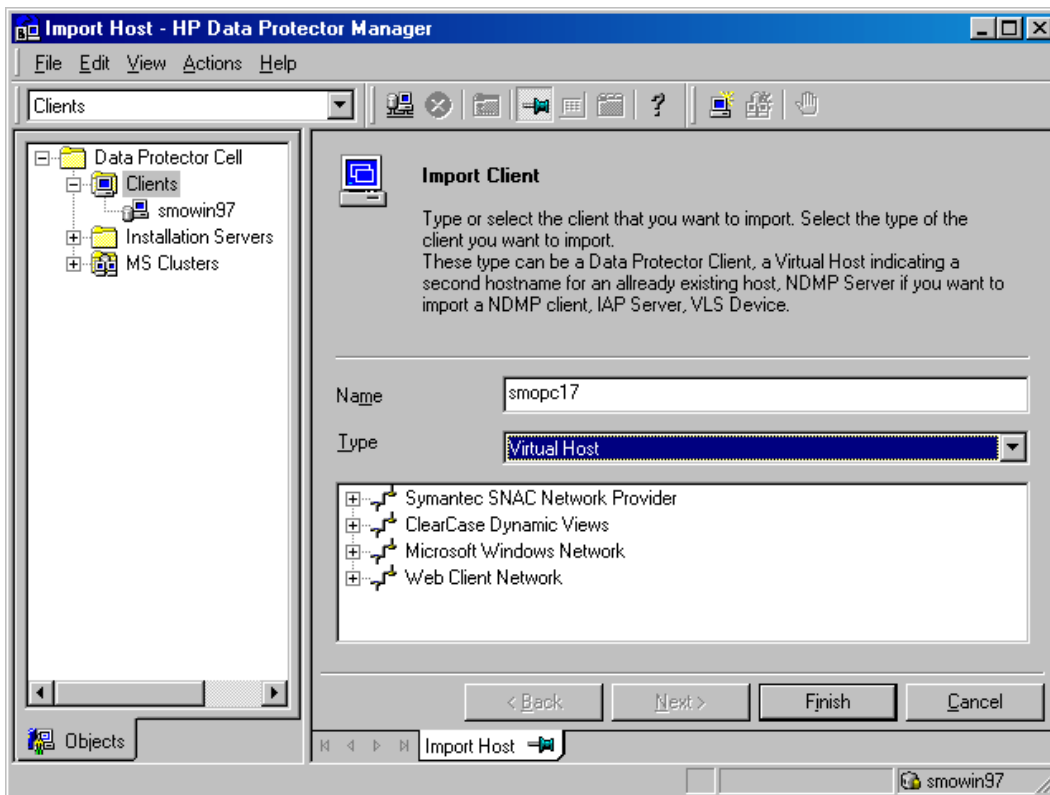 Import Host - HP Data Protector Manager
File Edit View Actions Help
Clients
Data Protector Cell
Clients
smowin97
Installation Servers
MS Clusters
Objects
Import Client
Type or select the client that you want to import. Select the type of the
client you want to import.
These type can be a Data Protector Client, a Virtual Host indicating a
second hostname for an allready existing host, NDMP Server if you want to
import a NDMP client, IAP Server, VLS Device.
Name
smopc17
Type
Virtual Host
Symantec SNAC Network Provider
ClearCase Dynamic Views
Microsoft Windows Network
Web Client Network
< Back
Next >
Finish
Cancel
Import Host
smowin97